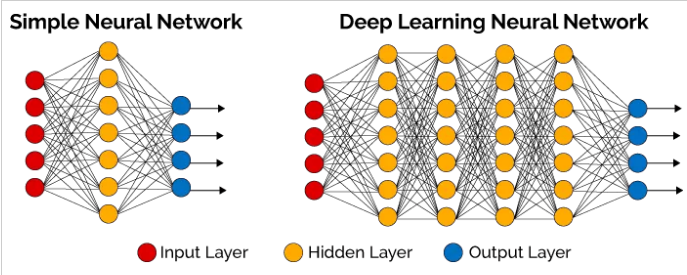 Simple Neural Network
Deep Learning Neural Network
Input Layer
Hidden Layer
Output Layer